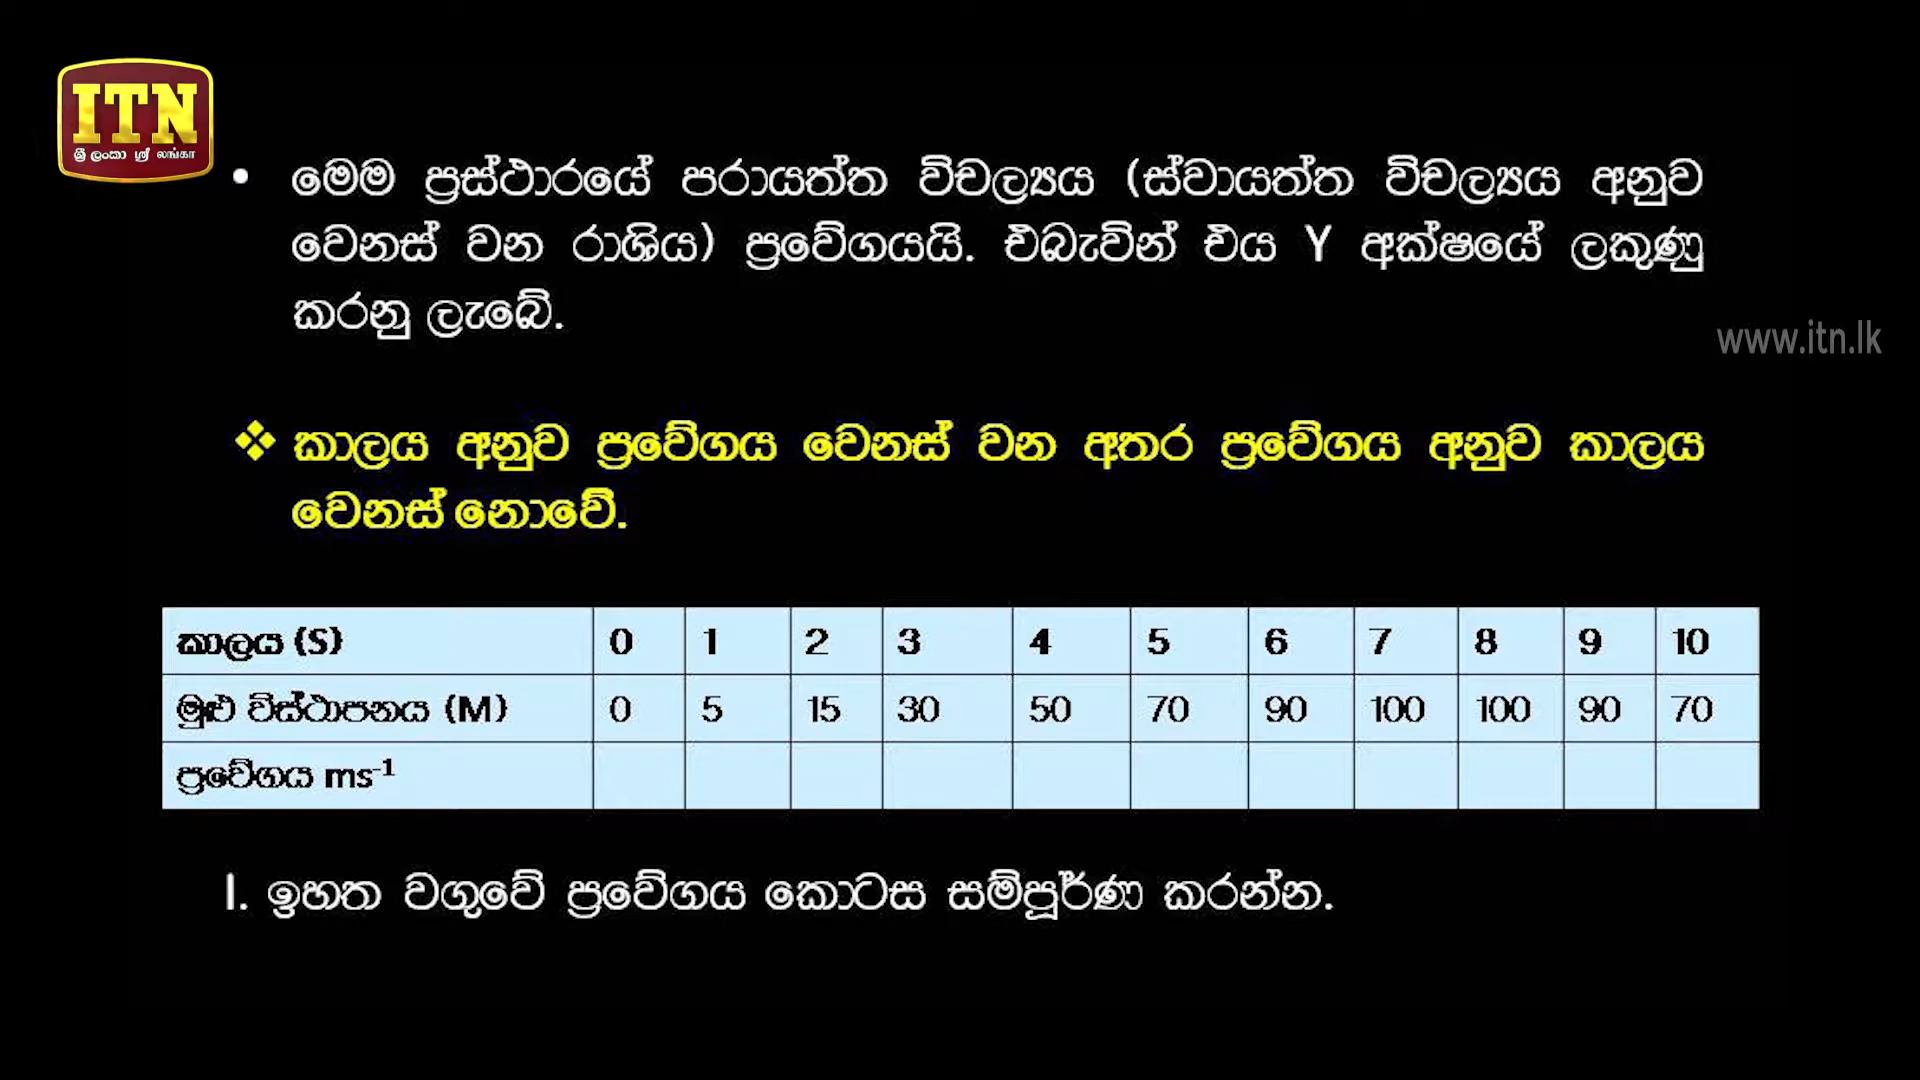 ITN
ශ්‍රී ලංකා ஸ்ரீ லங்கா
• මෙම ප්‍රස්ථාරයේ පරායත්ත විචල්‍යය (ස්වායත්ත විචල්‍යය අනුව
වෙනස් වන රාශිය) ප්‍රවේගයයි. එබැවින් එය Y අක්ෂයේ ලකුණු
කරනු ලැබේ.
www.itn.lk
❖ කාලය අනුව ප්‍රවේගය වෙනස් වන අතර ප්‍රවේගය අනුව කාලය
වෙනස් නොවේ.
කාලය (S) 0 1 2 3 4 5 6 7 8 9 10
මුළු විස්ථාපනය (M) 0 5 15 30 50 70 90 100 100 90 70
ප්‍රවේගය ms⁻¹
I. ඉහත වගුවේ ප්‍රවේගය කොටස සම්පූර්ණ කරන්න.